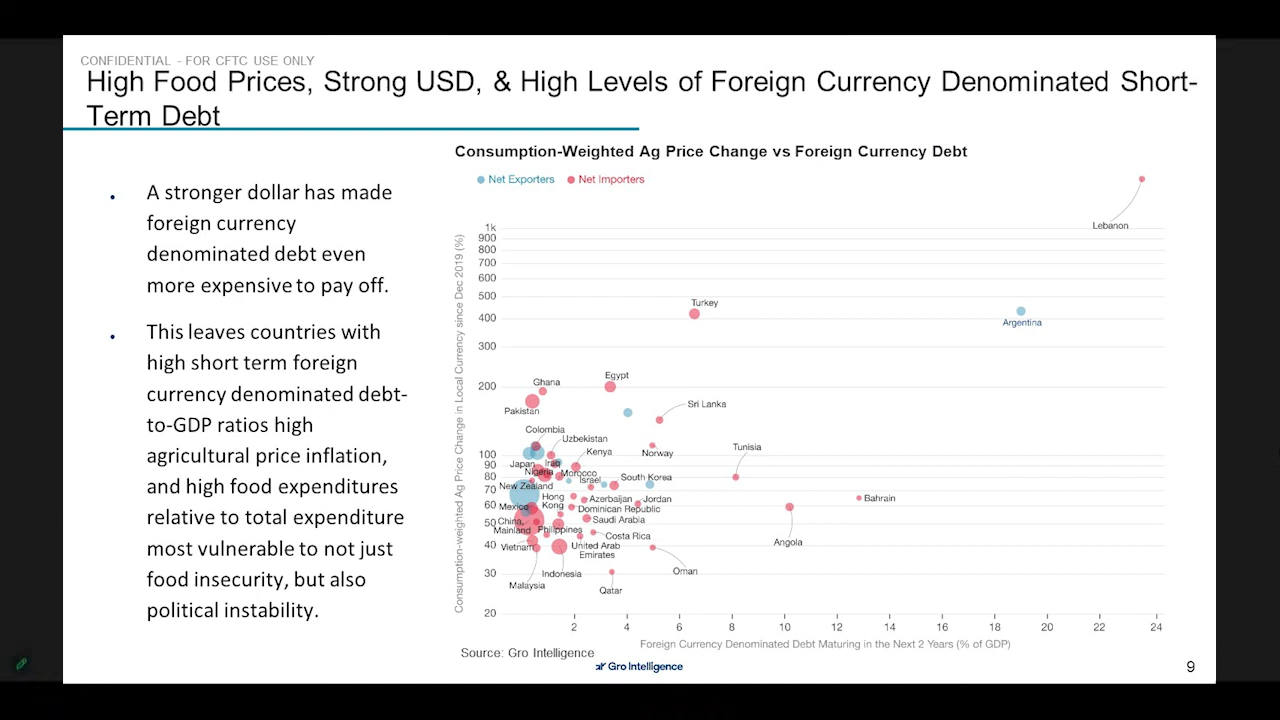 CONFIDENTIAL - FOR CFTC USE ONLY
High Food Prices, Strong USD, & High Levels of Foreign Currency Denominated Short-
Term Debt
• A stronger dollar has made
foreign currency
denominated debt even
more expensive to pay off.
• This leaves countries with
high short term foreign
currency denominated debt-
to-GDP ratios high
agricultural price inflation,
and high food expenditures
relative to total expenditure
most vulnerable to not just
food insecurity, but also
political instability.
Consumption-Weighted Ag Price Change vs Foreign Currency Debt
Net Exporters
Net Importers
Consumption-weighted Ag Price Change in Local Currency since Dec 2019 (%)
1k
900
800
700
600
500
400
300
200
100
90
80
70
60
50
40
30
20
Lebanon
Turkey
Argentina
Egypt
Ghana
Pakistan
Sri Lanka
Colombia
Uzbekistan
Kenya
Norway
Tunisia
Japan
Iraq
Nigeria
Morocco
Israel
South Korea
New Zealand
Hong
Kong
Azerbaijan
Jordan
Bahrain
Mexico
Dominican Republic
China,
Mainland
Saudi Arabia
Philippines
Costa Rica
Angola
Vietnam
United Arab
Emirates
Oman
Indonesia
Malaysia
Qatar
2
4
6
8
10
12
14
16
18
20
22
24
Foreign Currency Denominated Debt Maturing in the Next 2 Years (% of GDP)
Source: Gro Intelligence
Gro Intelligence
9